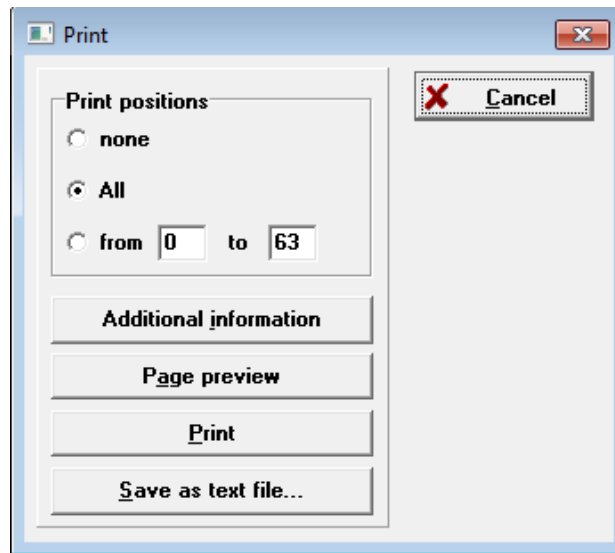 Print
Print positions
none
All
from 0 to 63
Cancel
Additional information
Page preview
Print
Save as text file...